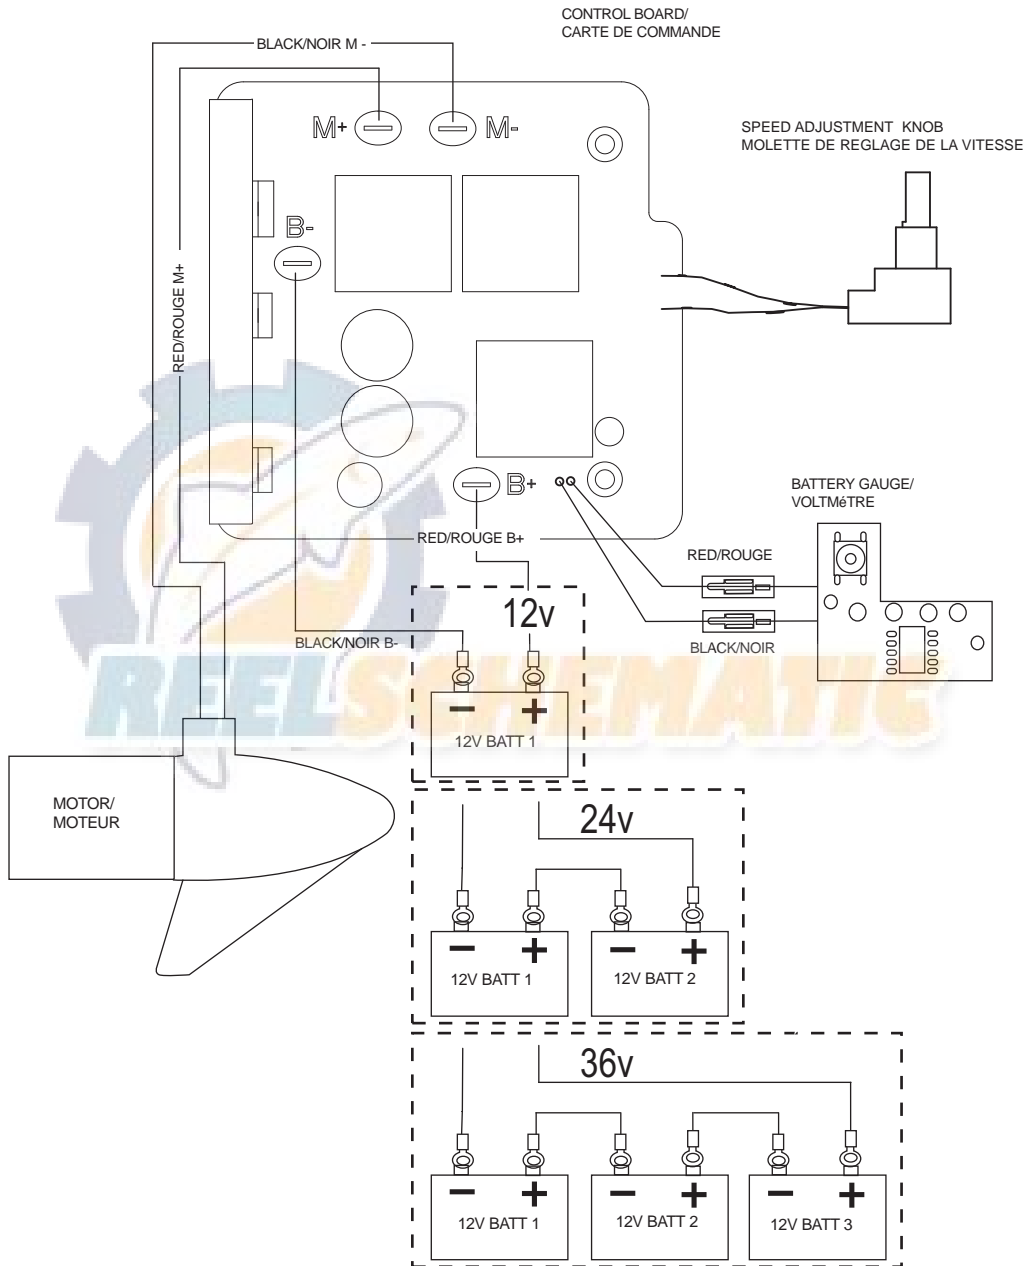 CONTROL BOARD/
CARTE DE COMMANDE
BLACK/NOIR M -
M+
M-
SPEED ADJUSTMENT KNOB
MOLETTE DE REGLAGE DE LA VITESSE
B-
RED/ROUGE M+
B+
BATTERY GAUGE/
VOLTMéTRE
RED/ROUGE B+
RED/ROUGE
12v
BLACK/NOIR B-
BLACK/NOIR
REELSCHEMATIC
- +
12V BATT 1
MOTOR/
MOTEUR
24v
- + - +
12V BATT 1
12V BATT 2
36v
- + - + - +
12V BATT 1
12V BATT 2
12V BATT 3